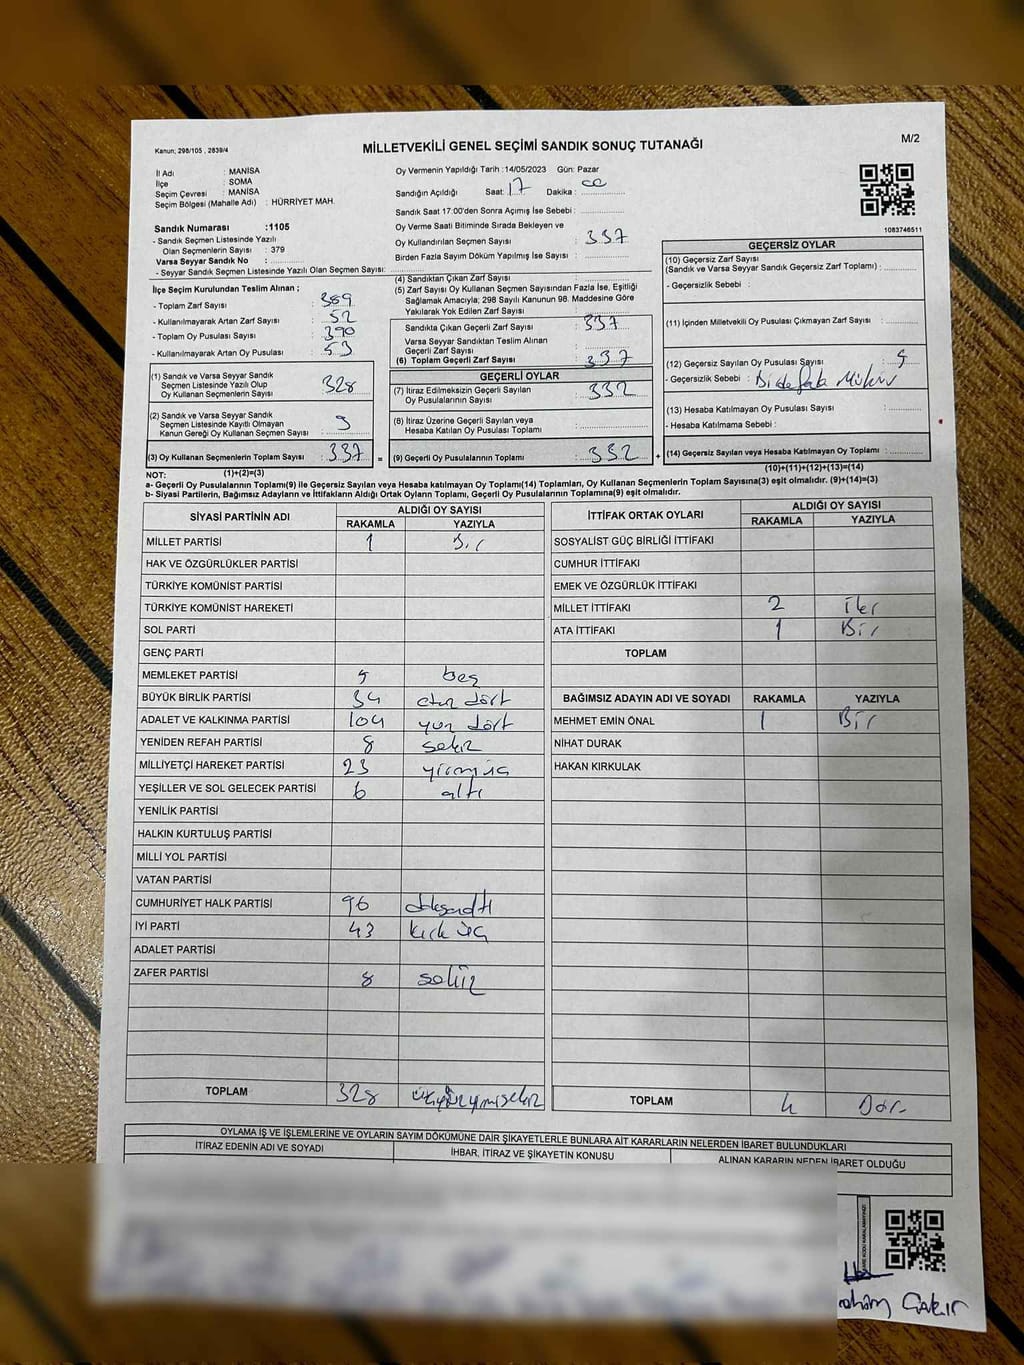 Kanun; 298/105 , 2839/4
MİLLETVEKİLİ GENEL SEÇİMİ SANDIK SONUÇ TUTANAĞI
M/2
İl Adı : MANİSA
İlçe : SOMA
Seçim Çevresi : MANİSA
Seçim Bölgesi (Mahalle Adı) : HÜRRİYET MAH.
Sandık Numarası :1105
- Sandık Seçmen Listesinde Yazılı
Olan Seçmenlerin Sayısı : 379
Varsa Seyyar Sandık No :
- Seyyar Sandık Seçmen Listesinde Yazılı Olan Seçmen Sayısı:
Oy Vermenin Yapıldığı Tarih :14/05/2023 Gün: Pazar
Sandığın Açıldığı Saat: 17 Dakika : 00
Sandık Saat 17:00'den Sonra Açılmış İse Sebebi :
Oy Verme Saati Bitiminde Sırada Bekleyen ve
Oy Kullandırılan Seçmen Sayısı : 337
Birden Fazla Sayım Döküm Yapılmış İse Sayısı :
1083746511
İlçe Seçim Kurulundan Teslim Alınan ;
- Toplam Zarf Sayısı : 389
- Kullanılmayarak Artan Zarf Sayısı : 52
- Toplam Oy Pusulası Sayısı : 390
- Kullanılmayarak Artan Oy Pusulası : 53
(1) Sandık ve Varsa Seyyar Sandık
Seçmen Listesinde Yazılı Olup
Oy Kullanan Seçmenlerin Sayısı : 328
(2) Sandık ve Varsa Seyyar Sandık
Seçmen Listesinde Kayıtlı Olmayan
Kanun Gereği Oy Kullanan Seçmen Sayısı : 9
(3) Oy Kullanan Seçmenlerin Toplam Sayısı : 337
(1)+(2)=(3)
(4) Sandıktan Çıkan Zarf Sayısı :
(5) Zarf Sayısı Oy Kullanan Seçmen Sayısından Fazla İse, Eşitliği
Sağlamak Amacıyla; 298 Sayılı Kanunun 98. Maddesine Göre
Yakılarak Yok Edilen Zarf Sayısı :
Sandıkta Çıkan Geçerli Zarf Sayısı : 337
Varsa Seyyar Sandıktan Teslim Alınan
Geçerli Zarf Sayısı :
(6) Toplam Geçerli Zarf Sayısı : 337
GEÇERLİ OYLAR
(7) İtiraz Edilmeksizin Geçerli Sayılan
Oy Pusulalarının Sayısı : 332
(8) İtiraz Üzerine Geçerli Sayılan veya
Hesaba Katılan Oy Pusulası Toplamı :
= (9) Geçerli Oy Pusulalarının Toplamı : 332
GEÇERSİZ OYLAR
(10) Geçersiz Zarf Sayısı
(Sandık ve Varsa Seyyar Sandık Geçersiz Zarf Toplamı) :
- Geçersizlik Sebebi :
(11) İçinden Milletvekili Oy Pusulası Çıkmayan Zarf Sayısı :
(12) Geçersiz Sayılan Oy Pusulası Sayısı : 5
- Geçersizlik Sebebi : Birdefala Mühür
(13) Hesaba Katılmayan Oy Pusulası Sayısı :
- Hesaba Katılmama Sebebi :
+ (14) Geçersiz Sayılan veya Hesaba Katılmayan Oy Toplamı :
(10)+(11)+(12)+(13)=(14)
NOT:
a- Geçerli Oy Pusulalarının Toplamı(9) ile Geçersiz Sayılan veya Hesaba katılmayan Oy Toplamı(14) Toplamları, Oy Kullanan Seçmenlerin Toplam Sayısına(3) eşit olmalıdır. (9)+(14)=(3)
b- Siyasi Partilerin, Bağımsız Adayların ve İttifakların Aldığı Ortak Oyların Toplamı, Geçerli Oy Pusulalarının Toplamına(9) eşit olmalıdır.
SİYASİ PARTİNİN ADI ALDIĞI OY SAYISI
RAKAMLA YAZIYLA
MİLLET PARTİSİ 1 Bir
HAK VE ÖZGÜRLÜKLER PARTİSİ
TÜRKİYE KOMÜNİST PARTİSİ
TÜRKİYE KOMÜNİST HAREKETİ
SOL PARTİ
GENÇ PARTİ
MEMLEKET PARTİSİ 5 beş
BÜYÜK BİRLİK PARTİSİ 34 otuz dört
ADALET VE KALKINMA PARTİSİ 104 yüz dört
YENİDEN REFAH PARTİSİ 8 sekiz
MİLLİYETÇİ HAREKET PARTİSİ 23 yirmi üç
YEŞİLLER VE SOL GELECEK PARTİSİ 6 altı
YENİLİK PARTİSİ
HALKIN KURTULUŞ PARTİSİ
MİLLİ YOL PARTİSİ
VATAN PARTİSİ
CUMHURİYET HALK PARTİSİ 96 doksanaltı
İYİ PARTİ 43 kırk üç
ADALET PARTİSİ
ZAFER PARTİSİ 8 sekiz
TOPLAM 328 üçyüzyirmisekiz
İTTİFAK ORTAK OYLARI ALDIĞI OY SAYISI
RAKAMLA YAZIYLA
SOSYALİST GÜÇ BİRLİĞİ İTTİFAKI
CUMHUR İTTİFAKI
EMEK VE ÖZGÜRLÜK İTTİFAKI
MİLLET İTTİFAKI 2 iki
ATA İTTİFAKI 1 Bir
TOPLAM
BAĞIMSIZ ADAYIN ADI VE SOYADI RAKAMLA YAZIYLA
MEHMET EMİN ÖNAL 1 Bir
NİHAT DURAK
HAKAN KIRKULAK
TOPLAM 4 Dört
OYLAMA İŞ VE İŞLEMLERİNE VE OYLARIN SAYIM DÖKÜMÜNE DAİR ŞİKAYETLERLE BUNLARA AİT KARARLARIN NELERDEN İBARET BULUNDUKLARI
İTİRAZ EDENİN ADI VE SOYADI İHBAR, İTİRAZ VE ŞİKAYETİN KONUSU ALINAN KARARIN NEDEN İBARET OLDUĞU
KARE KODU KARALAMAYINIZ!
Çakır